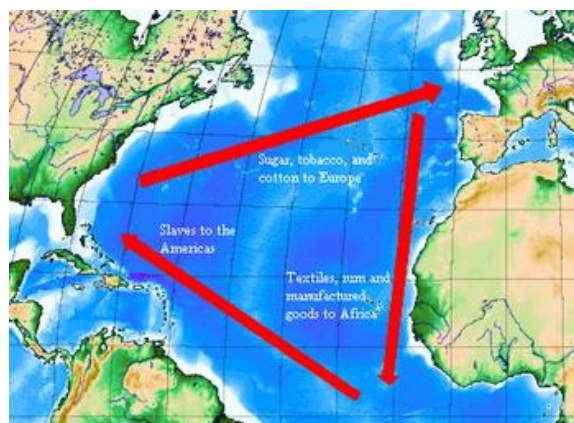 Sugar, tobacco, and
cotton to Europe
Slaves to the
Americas
Textiles, rum and
manufactured
goods to Africa